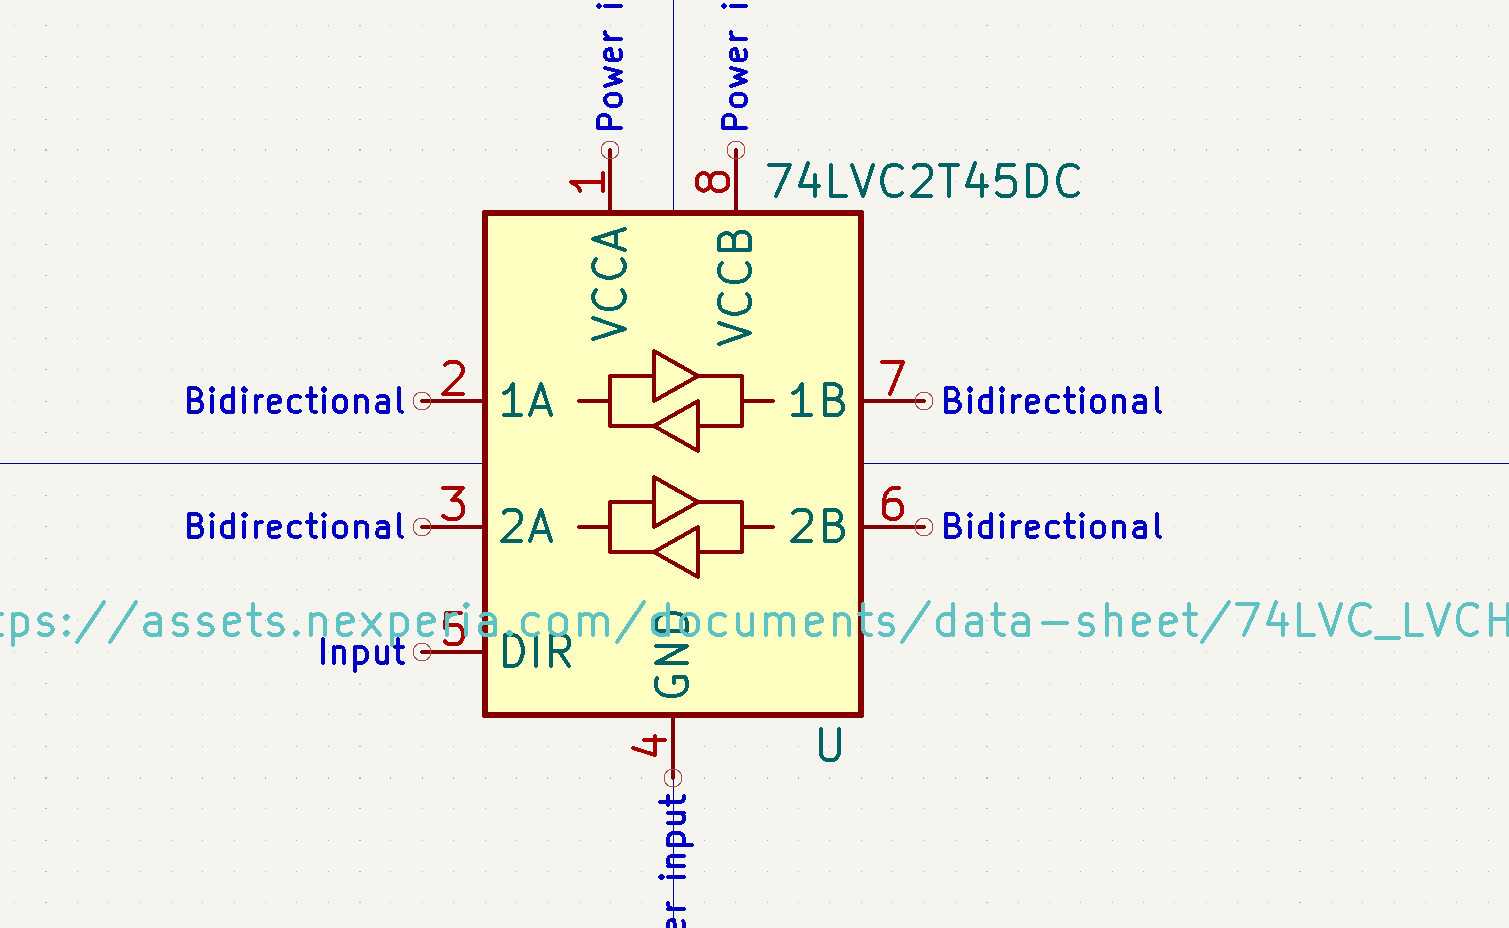 Power i
Power i
1
8
74LVC2T45DC
VCCA
VCCB
Bidirectional
2
1A
1B
7
Bidirectional
Bidirectional
3
2A
2B
6
Bidirectional
tps://assets.nexperia.com/documents/data-sheet/74LVC_LVCH
Input
5
DIR
GND
4
U
er input